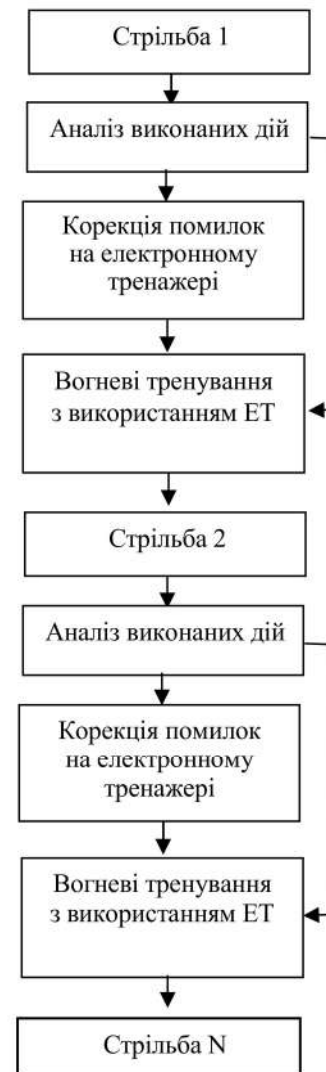 Стрільба 1
Аналіз виконаних дій
Корекція помилок
на електронному
тренажері
Вогневі тренування
з використанням ЕТ
Стрільба 2
Аналіз виконаних дій
Корекція помилок
на електронному
тренажері
Вогневі тренування
з використанням ЕТ
Стрільба N